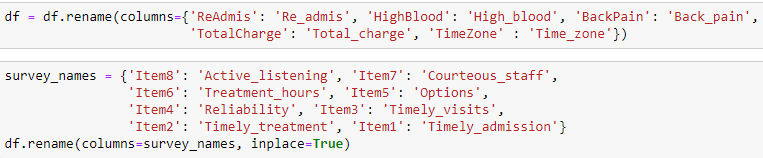 df = df.rename(columns={'ReAdmis': 'Re_admis', 'HighBlood': 'High_blood', 'BackPain': 'Back_pain',
'TotalCharge': 'Total_charge', 'TimeZone' : 'Time_zone'})
survey_names = {'Item8': 'Active_listening', 'Item7': 'Courteous_staff',
'Item6': 'Treatment_hours', 'Item5': 'Options',
'Item4': 'Reliability', 'Item3': 'Timely_visits',
'Item2': 'Timely_treatment', 'Item1': 'Timely_admission'}
df.rename(columns=survey_names, inplace=True)